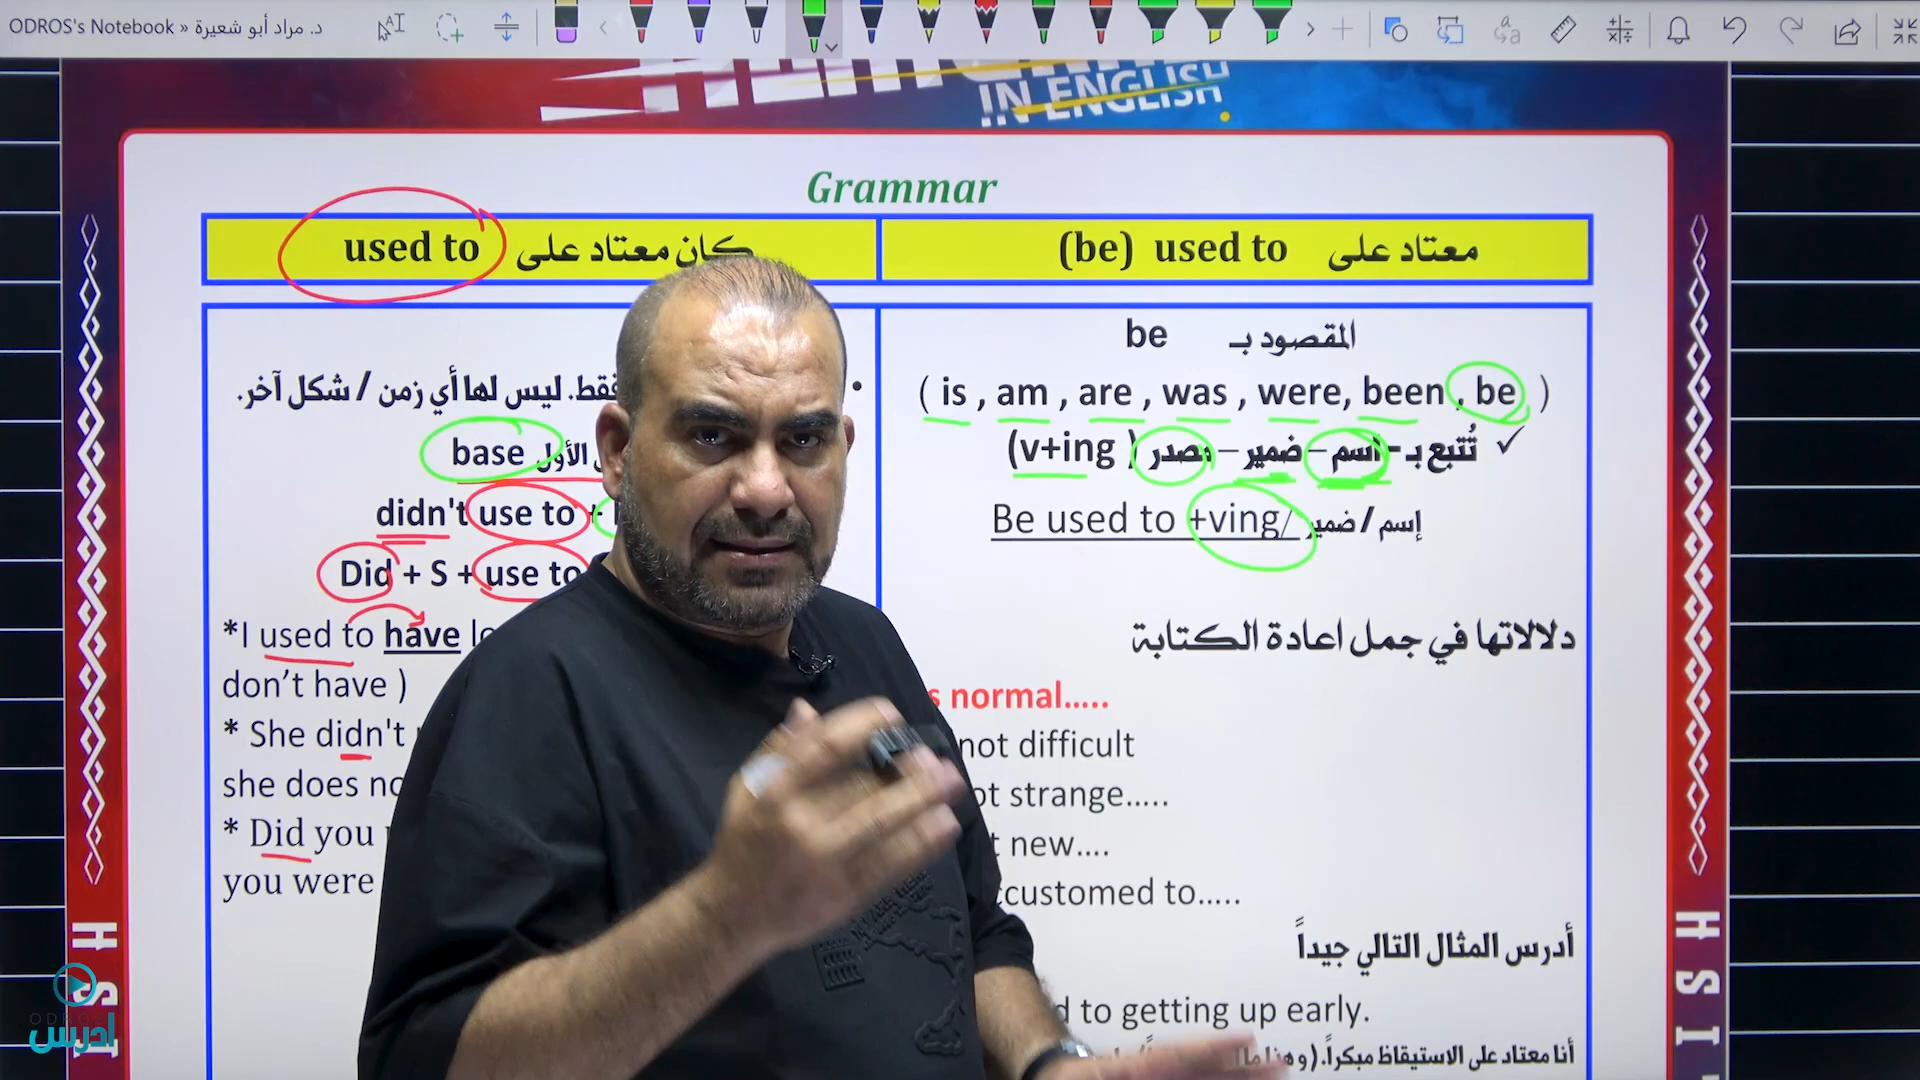 ODROS's Notebook » د. مراد أبو شعيرة
IN ENGLISH
Grammar
used to كان معتاد على
(be) used to معتاد على
فقط. ليس لها أي زمن / شكل آخر.
base الأول
didn't use to +
Did + S + use to
*I used to have
don't have )
* She didn't
she does
* Did you
you were
المقصود بـ be
( is , am , are , was , were, been , be )
✓ تُتبع بـ - اسم – ضمير – مصدر (v+ing)
Be used to +ving/ إسم / ضمير
دلالاتها في جمل اعادة الكتابة
normal.....
not difficult
strange.....
new....
to.....
أدرس المثال التالي جيداً
to getting up early.
أنا معتاد على الاستيقاظ مبكراً.
ODROS
ادرس